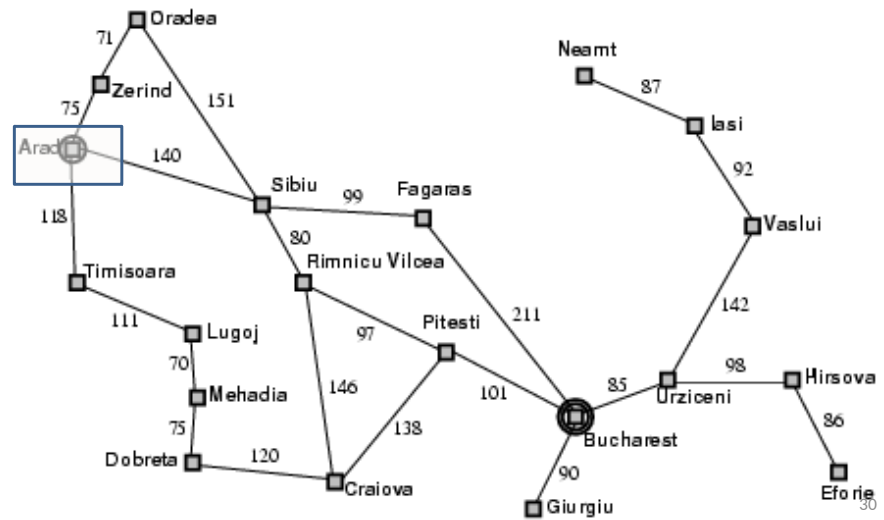 Oradea
71
Neamt
Zerind
87
151
75
Iasi
Arad
140
92
Sibiu
Fagaras
99
118
80
Vaslui
Timisoara
Rimnicu Vilcea
142
111
211
Lugoj
97
Pitesti
70
98
Hirsova
146
101
85
Urziceni
Mehadia
75
138
86
Bucharest
Dobreta
120
90
Craiova
Eforie
Giurgiu
30